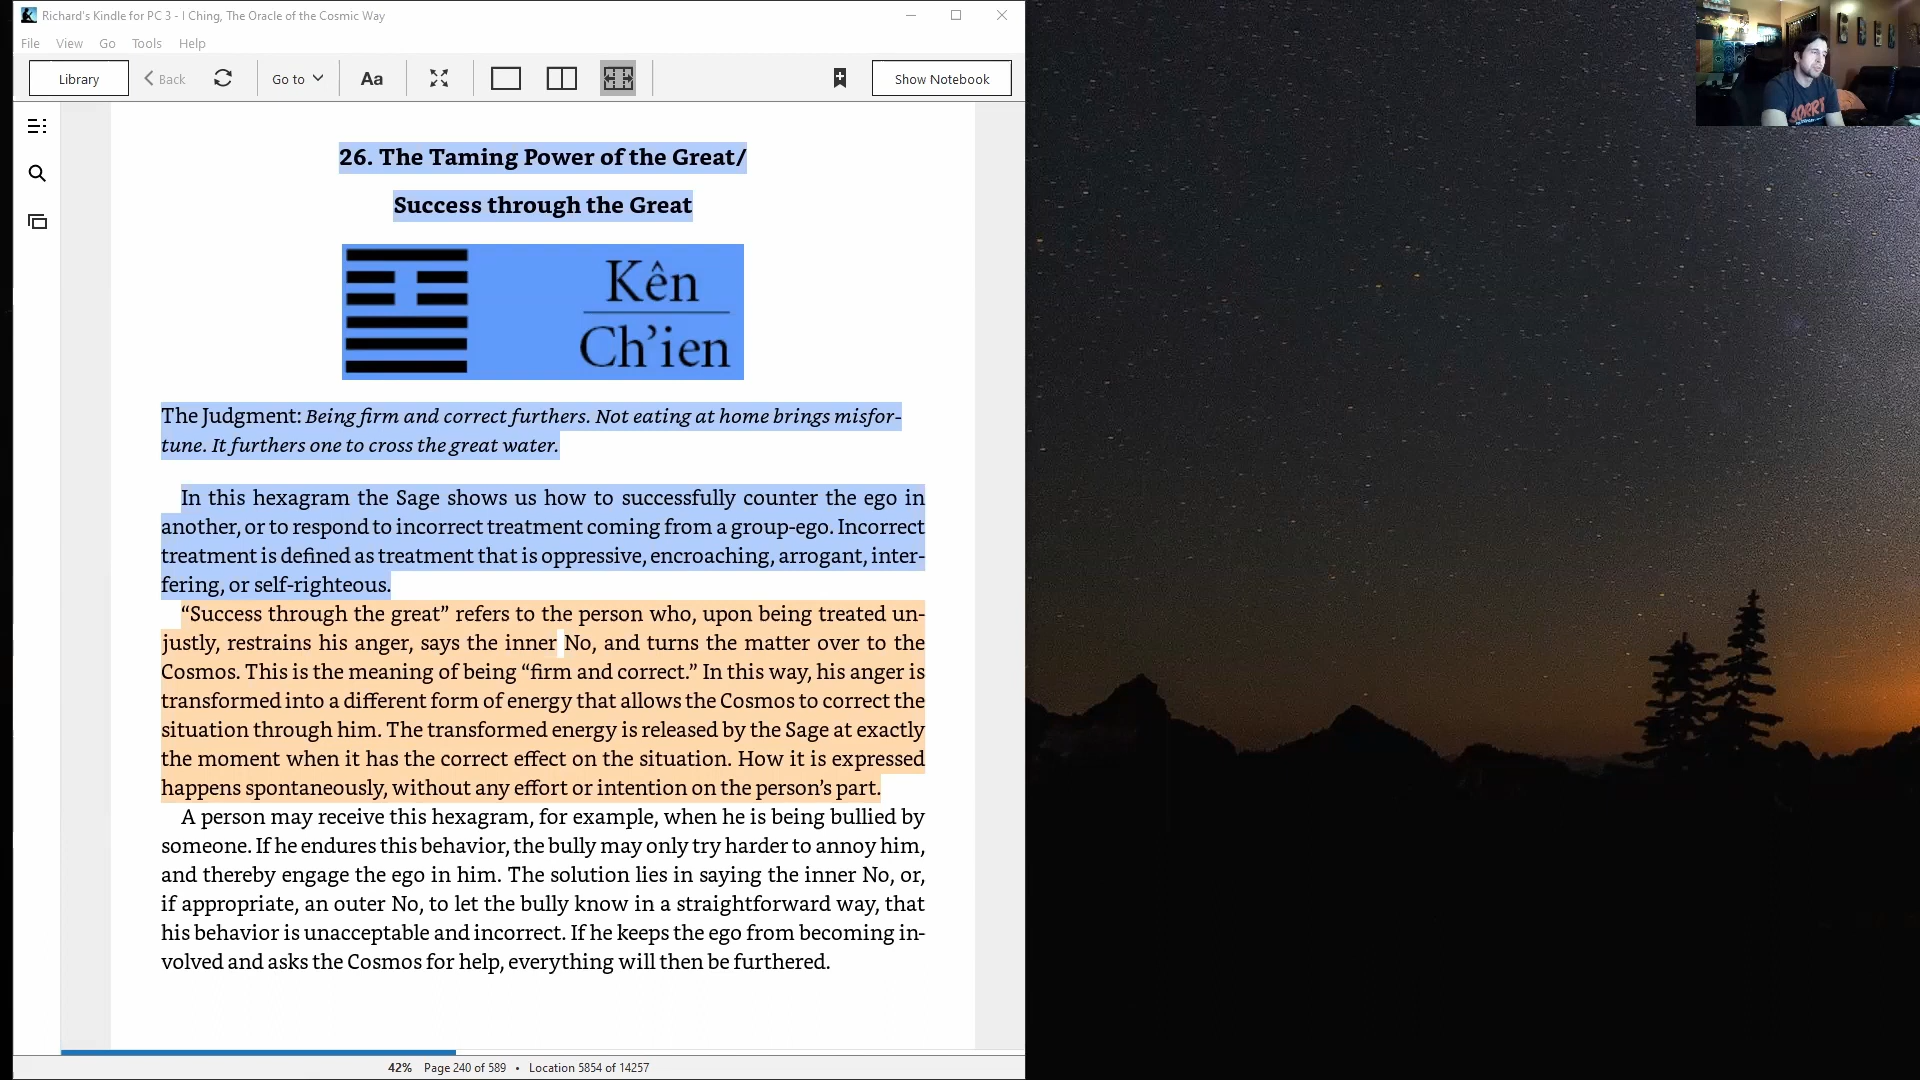 Richard's Kindle for PC 3 - I Ching, The Oracle of the Cosmic Way
File View Go Tools Help
Library Back Go to Aa Show Notebook
26. The Taming Power of the Great/
Success through the Great
Kên
Ch’ien
The Judgment: Being firm and correct furthers. Not eating at home brings misfor-
tune. It furthers one to cross the great water.
In this hexagram the Sage shows us how to successfully counter the ego in
another, or to respond to incorrect treatment coming from a group-ego. Incorrect
treatment is defined as treatment that is oppressive, encroaching, arrogant, inter-
fering, or self-righteous.
“Success through the great” refers to the person who, upon being treated un-
justly, restrains his anger, says the inner No, and turns the matter over to the
Cosmos. This is the meaning of being “firm and correct.” In this way, his anger is
transformed into a different form of energy that allows the Cosmos to correct the
situation through him. The transformed energy is released by the Sage at exactly
the moment when it has the correct effect on the situation. How it is expressed
happens spontaneously, without any effort or intention on the person’s part.
A person may receive this hexagram, for example, when he is being bullied by
someone. If he endures this behavior, the bully may only try harder to annoy him,
and thereby engage the ego in him. The solution lies in saying the inner No, or,
if appropriate, an outer No, to let the bully know in a straightforward way, that
his behavior is unacceptable and incorrect. If he keeps the ego from becoming in-
volved and asks the Cosmos for help, everything will then be furthered.
42% Page 240 of 589 • Location 5854 of 14257
SORRY